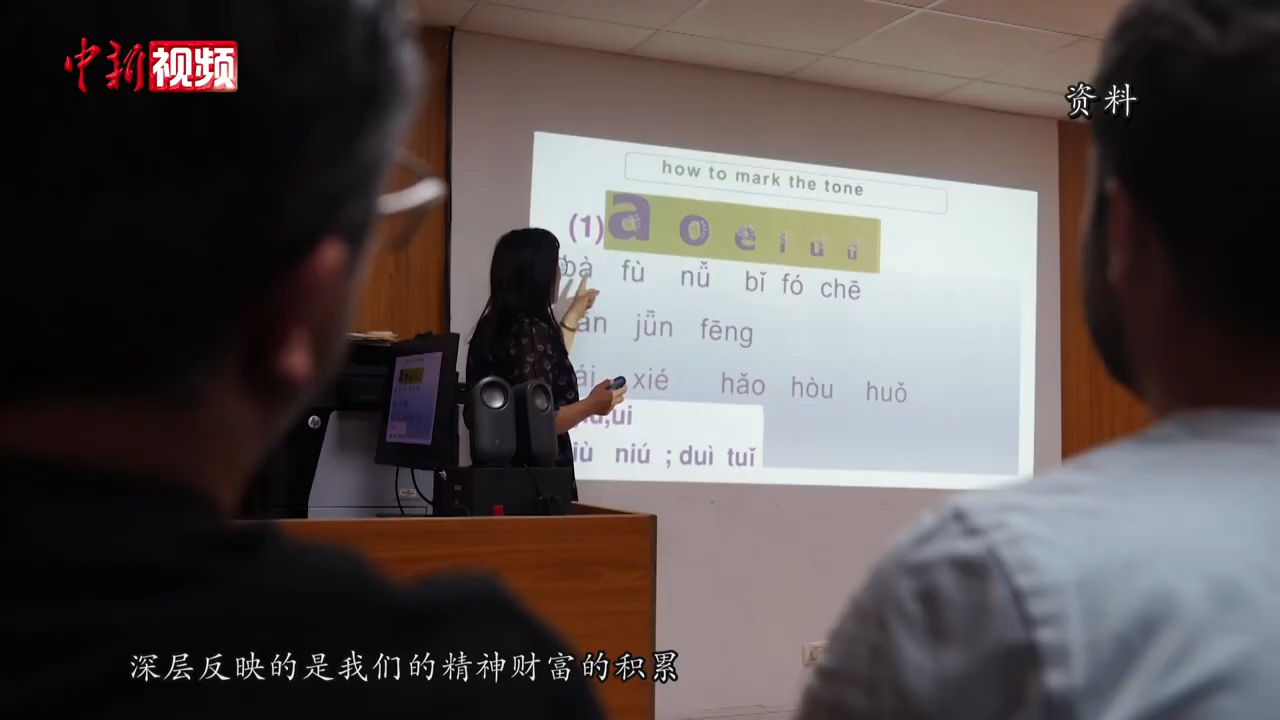 中新视频
资料
how to mark the tone
(1) a o e i u ü
bà fù nǚ bǐ fó chē
jǖn fēng
xié hǎo hòu huǒ
,ui
niú ; duì tuǐ
深层反映的是我们的精神财富的积累